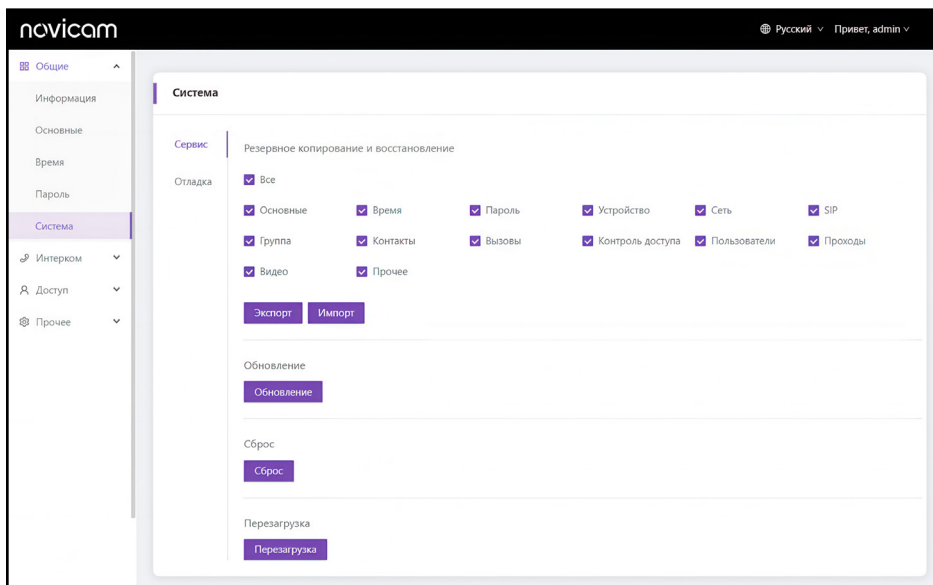 novicam
Русский Привет, admin
Общие
Информация
Основные
Время
Пароль
Система
Интерком
Доступ
Прочее
Система
Сервис
Отладка
Резервное копирование и восстановление
Все
Основные Время Пароль Устройство Сеть SIP
Группа Контакты Вызовы Контроль доступа Пользователи Проходы
Видео Прочее
Экспорт Импорт
Обновление
Обновление
Сброс
Сброс
Перезагрузка
Перезагрузка